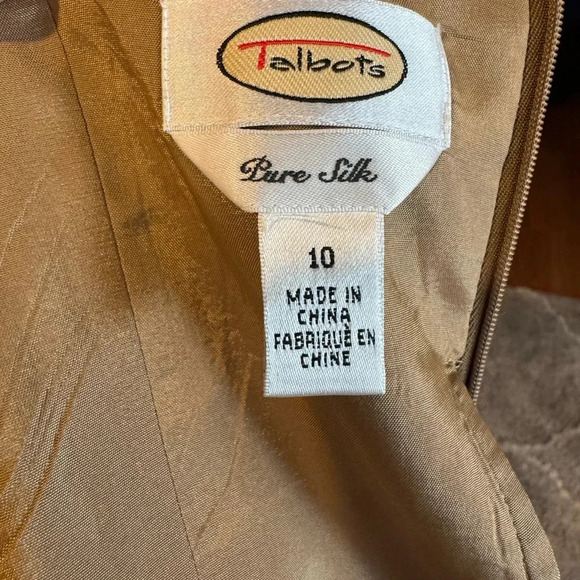 Talbots
Pure Silk
10
MADE IN
CHINA
FABRIQUÈ EN
CHINE